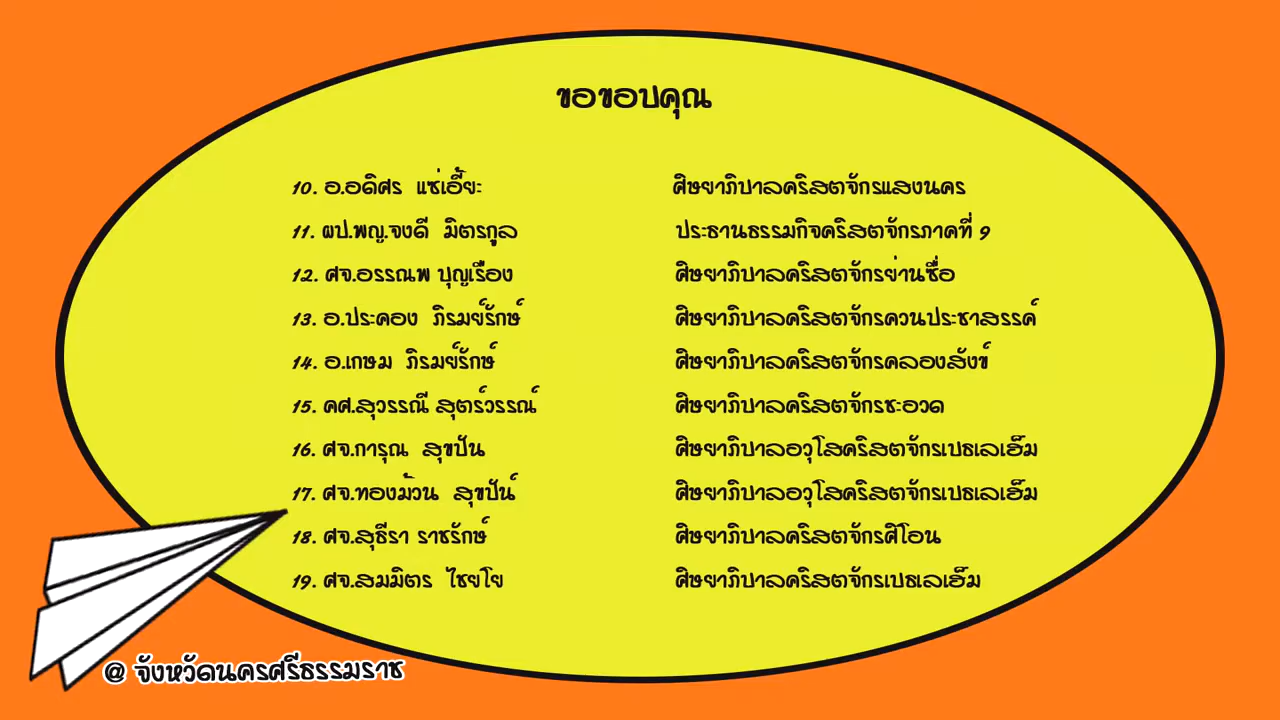 ขอขอบคุณ
10. อ.อดิศร แซ่เอี้ยะ ศิษยาภิบาลคริสตจักรแสงนคร
11. ผป.พญ.จงดี มิตรกูล ประธานธรรมกิจคริสตจักรภาคที่ 9
12. ศจ.อรรณพ บุญเรือง ศิษยาภิบาลคริสตจักรย่านซื่อ
13. อ.ประคอง ภิรมย์รักษ์ ศิษยาภิบาลคริสตจักรควนประชาสรรค์
14. อ.เกษม ภิรมย์รักษ์ ศิษยาภิบาลคริสตจักรคลองสังข์
15. คศ.สุวรรณี สุตร์วรรณ์ ศิษยาภิบาลคริสตจักรชะอวด
16. ศจ.การุณ สุขปัน ศิษยาภิบาลอวุโสคริสตจักรเบธเลเฮ็ม
17. ศจ.ทองม้วน สุขปันน์ ศิษยาภิบาลอวุโสคริสตจักรเบธเลเฮ็ม
18. ศจ.สุธีรา ราชรักษ์ ศิษยาภิบาลคริสตจักรศิโอน
19. ศจ.สมมิตร ไชยโย ศิษยาภิบาลคริสตจักรเบธเลเฮ็ม
@ จังหวัดนครศรีธรรมราช